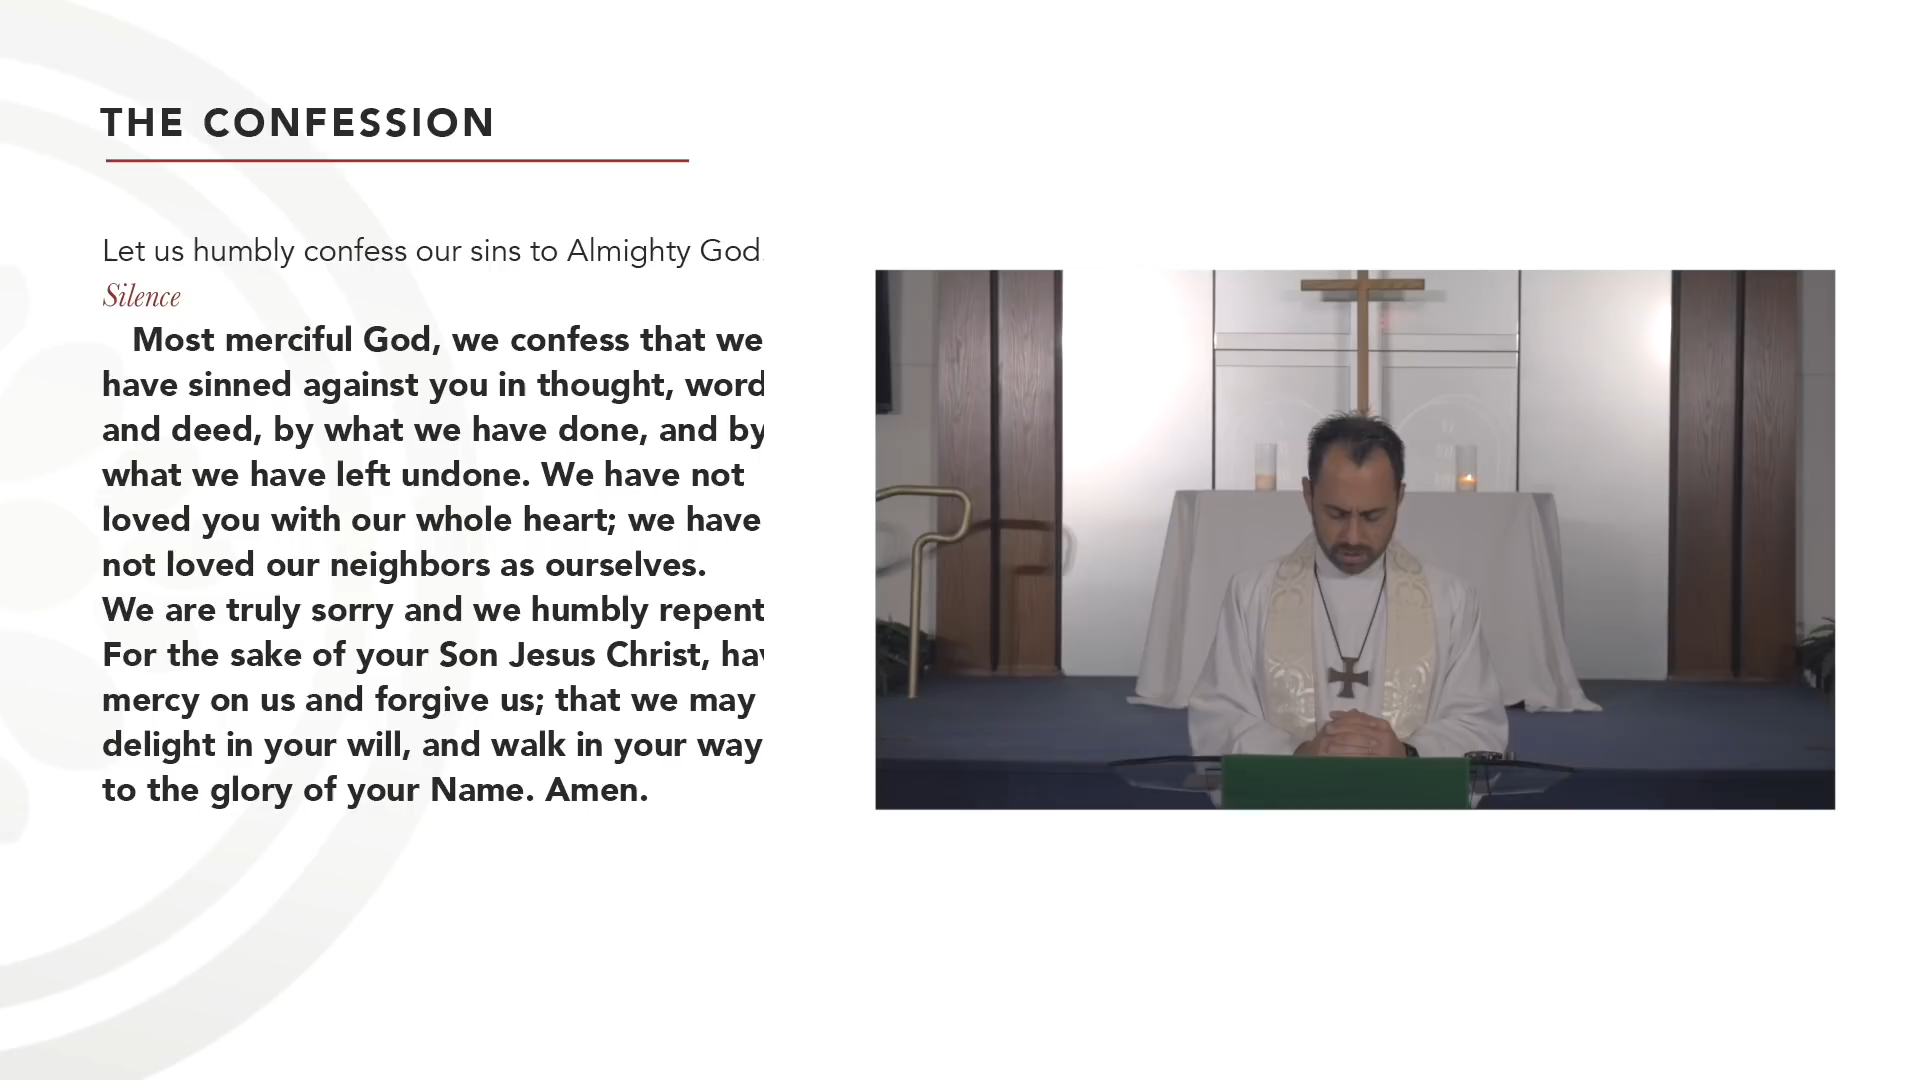 THE CONFESSION
Let us humbly confess our sins to Almighty God.
Silence
Most merciful God, we confess that we
have sinned against you in thought, word
and deed, by what we have done, and by
what we have left undone. We have not
loved you with our whole heart; we have
not loved our neighbors as ourselves.
We are truly sorry and we humbly repent
For the sake of your Son Jesus Christ, hav
mercy on us and forgive us; that we may
delight in your will, and walk in your way
to the glory of your Name. Amen.